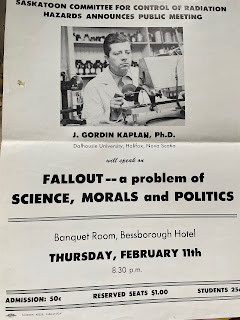 SASKATOON COMMITTEE FOR CONTROL OF RADIATION
HAZARDS ANNOUNCES PUBLIC MEETING
J. GORDIN KAPLAN, Ph.D.
Dalhousie University, Halifax, Nova Scotia
will speak on
FALLOUT -- a problem of
SCIENCE, MORALS and POLITICS
Banquet Room, Bessborough Hotel
THURSDAY, FEBRUARY 11th
8:30 p.m.
ADMISSION: 50c RESERVED SEATS $1.00 STUDENTS 25c